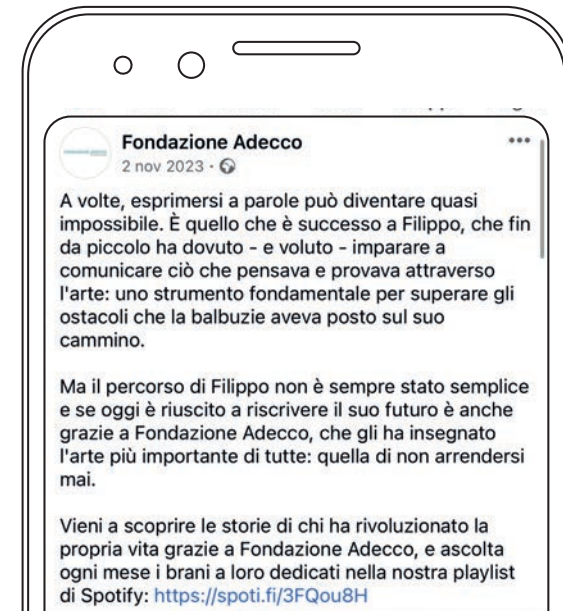 Fondazione Adecco
2 nov 2023 ·
A volte, esprimersi a parole può diventare quasi
impossibile. È quello che è successo a Filippo, che fin
da piccolo ha dovuto - e voluto - imparare a
comunicare ciò che pensava e provava attraverso
l'arte: uno strumento fondamentale per superare gli
ostacoli che la balbuzie aveva posto sul suo
cammino.
Ma il percorso di Filippo non è sempre stato semplice
e se oggi è riuscito a riscrivere il suo futuro è anche
grazie a Fondazione Adecco, che gli ha insegnato
l'arte più importante di tutte: quella di non arrendersi
mai.
Vieni a scoprire le storie di chi ha rivoluzionato la
propria vita grazie a Fondazione Adecco, e ascolta
ogni mese i brani a loro dedicati nella nostra playlist
di Spotify: https://spoti.fi/3FQou8H